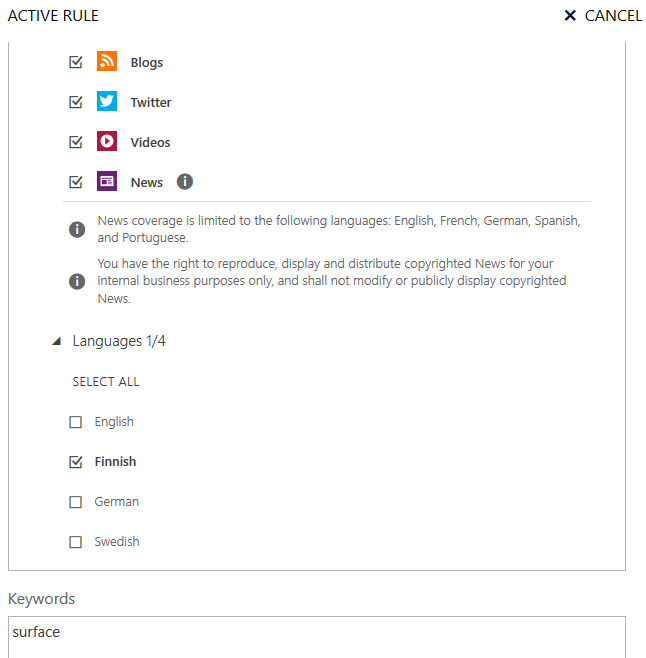 ACTIVE RULE
✕ CANCEL
Blogs
Twitter
Videos
News
News coverage is limited to the following languages: English, French, German, Spanish,
and Portuguese.
You have the right to reproduce, display and distribute copyrighted News for your
internal business purposes only, and shall not modify or publicly display copyrighted
News.
Languages 1/4
SELECT ALL
English
Finnish
German
Swedish
Keywords
surface